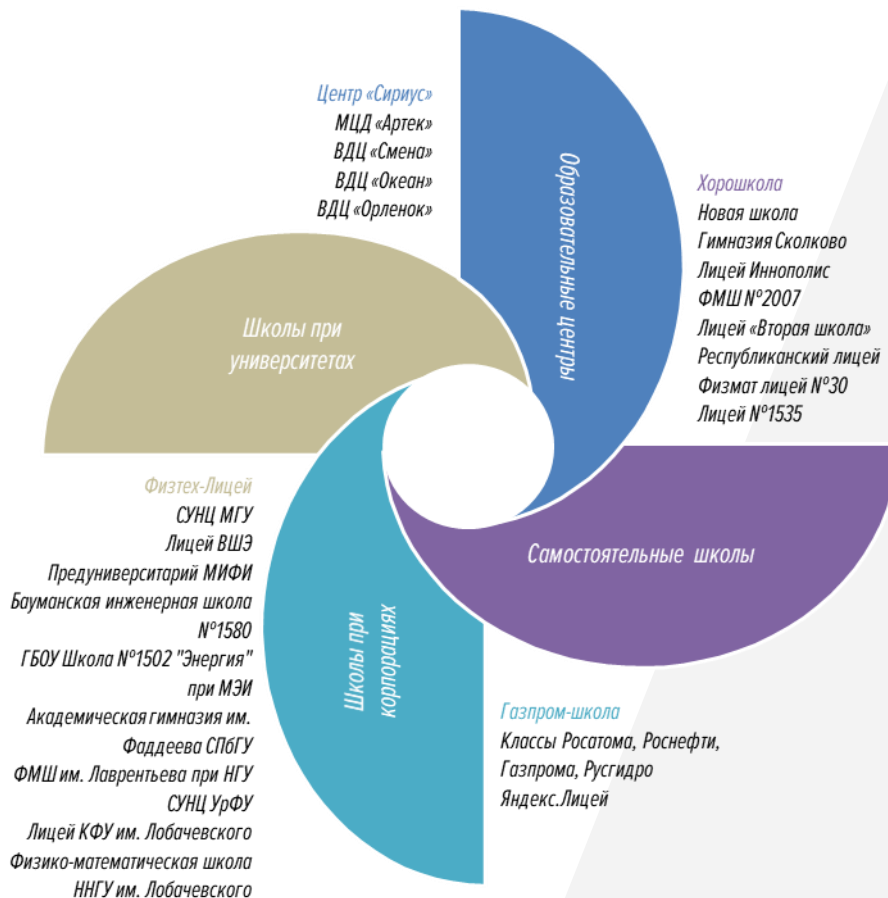 Центр «Сириус»
МЦД «Артек»
ВДЦ «Смена»
ВДЦ «Океан»
ВДЦ «Орленок»
Образовательные центры
Хорошкола
Новая школа
Гимназия Сколково
Лицей Иннополис
ФМШ №2007
Лицей «Вторая школа»
Республиканский лицей
Физмат лицей №30
Лицей №1535
Школы при
университетах
Самостоятельные школы
Физтех-Лицей
СУНЦ МГУ
Лицей ВШЭ
Предуниверситарий МИФИ
Бауманская инженерная школа
№1580
ГБОУ Школа №1502 "Энергия"
при МЭИ
Академическая гимназия им.
Фаддеева СПбГУ
ФМШ им. Лаврентьева при НГУ
СУНЦ УрФУ
Лицей КФУ им. Лобачевского
Физико-математическая школа
ННГУ им. Лобачевского
Школы при
корпорациях
Газпром-школа
Классы Росатома, Роснефти,
Газпрома, Русгидро
Яндекс.Лицей